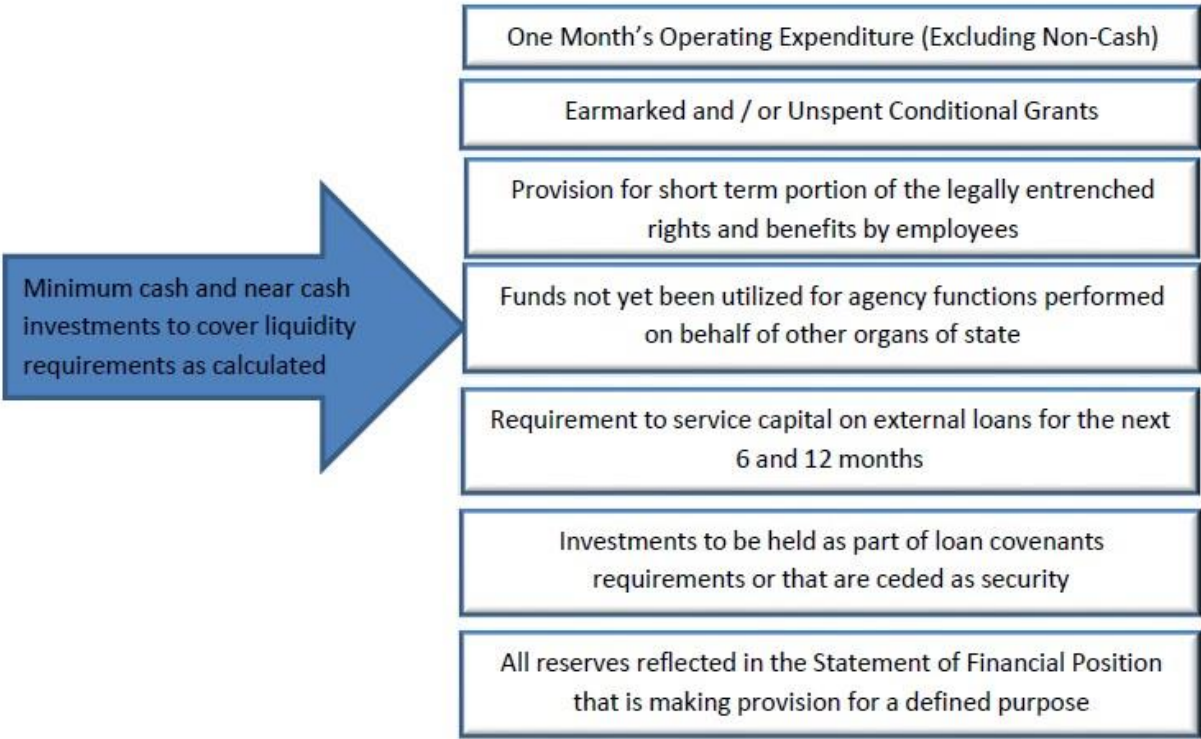 Minimum cash and near cash
investments to cover liquidity
requirements as calculated
One Month's Operating Expenditure (Excluding Non-Cash)
Earmarked and / or Unspent Conditional Grants
Provision for short term portion of the legally entrenched
rights and benefits by employees
Funds not yet been utilized for agency functions performed
on behalf of other organs of state
Requirement to service capital on external loans for the next
6 and 12 months
Investments to be held as part of loan covenants
requirements or that are ceded as security
All reserves reflected in the Statement of Financial Position
that is making provision for a defined purpose